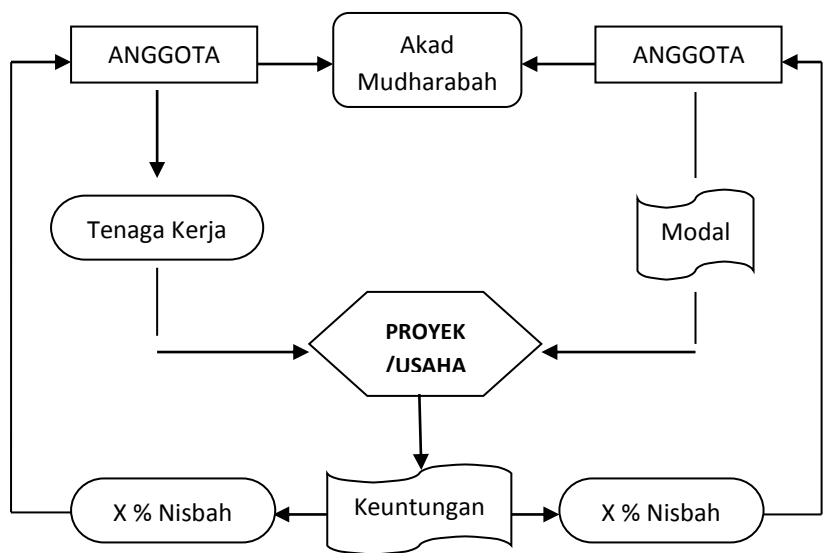 ANGGOTA
Akad
Mudharabah
ANGGOTA
Tenaga Kerja
Modal
PROYEK
/USAHA
X % Nisbah
Keuntungan
X % Nisbah